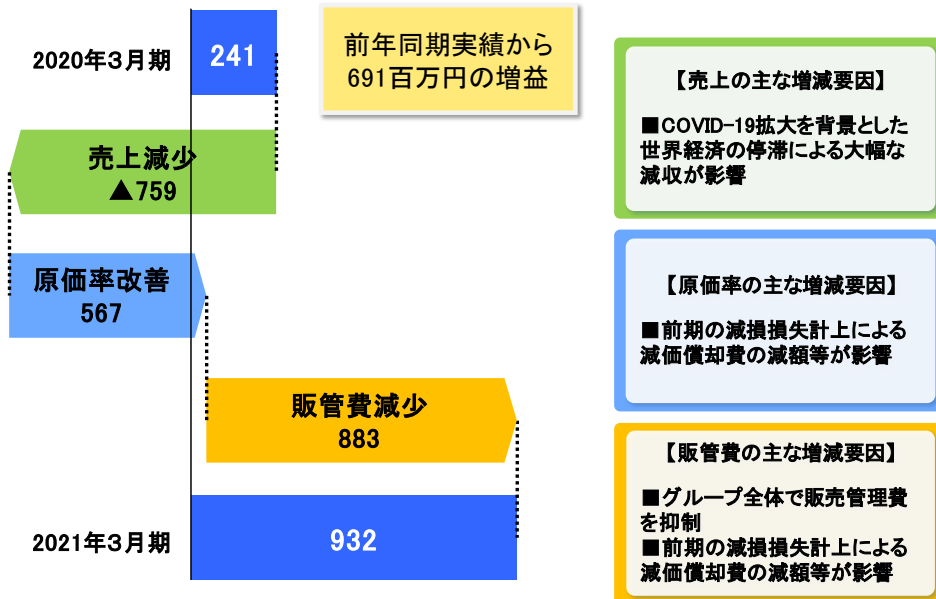 2020年3月期
241
前年同期実績から
691百万円の増益
売上減少
▲759
原価率改善
567
販管費減少
883
2021年3月期
932
【売上の主な増減要因】
■COVID-19拡大を背景とした
世界経済の停滞による大幅な
減収が影響
【原価率の主な増減要因】
■前期の減損損失計上による
減価償却費の減額等が影響
【販管費の主な増減要因】
■グループ全体で販売管理費
を抑制
■前期の減損損失計上による
減価償却費の減額等が影響